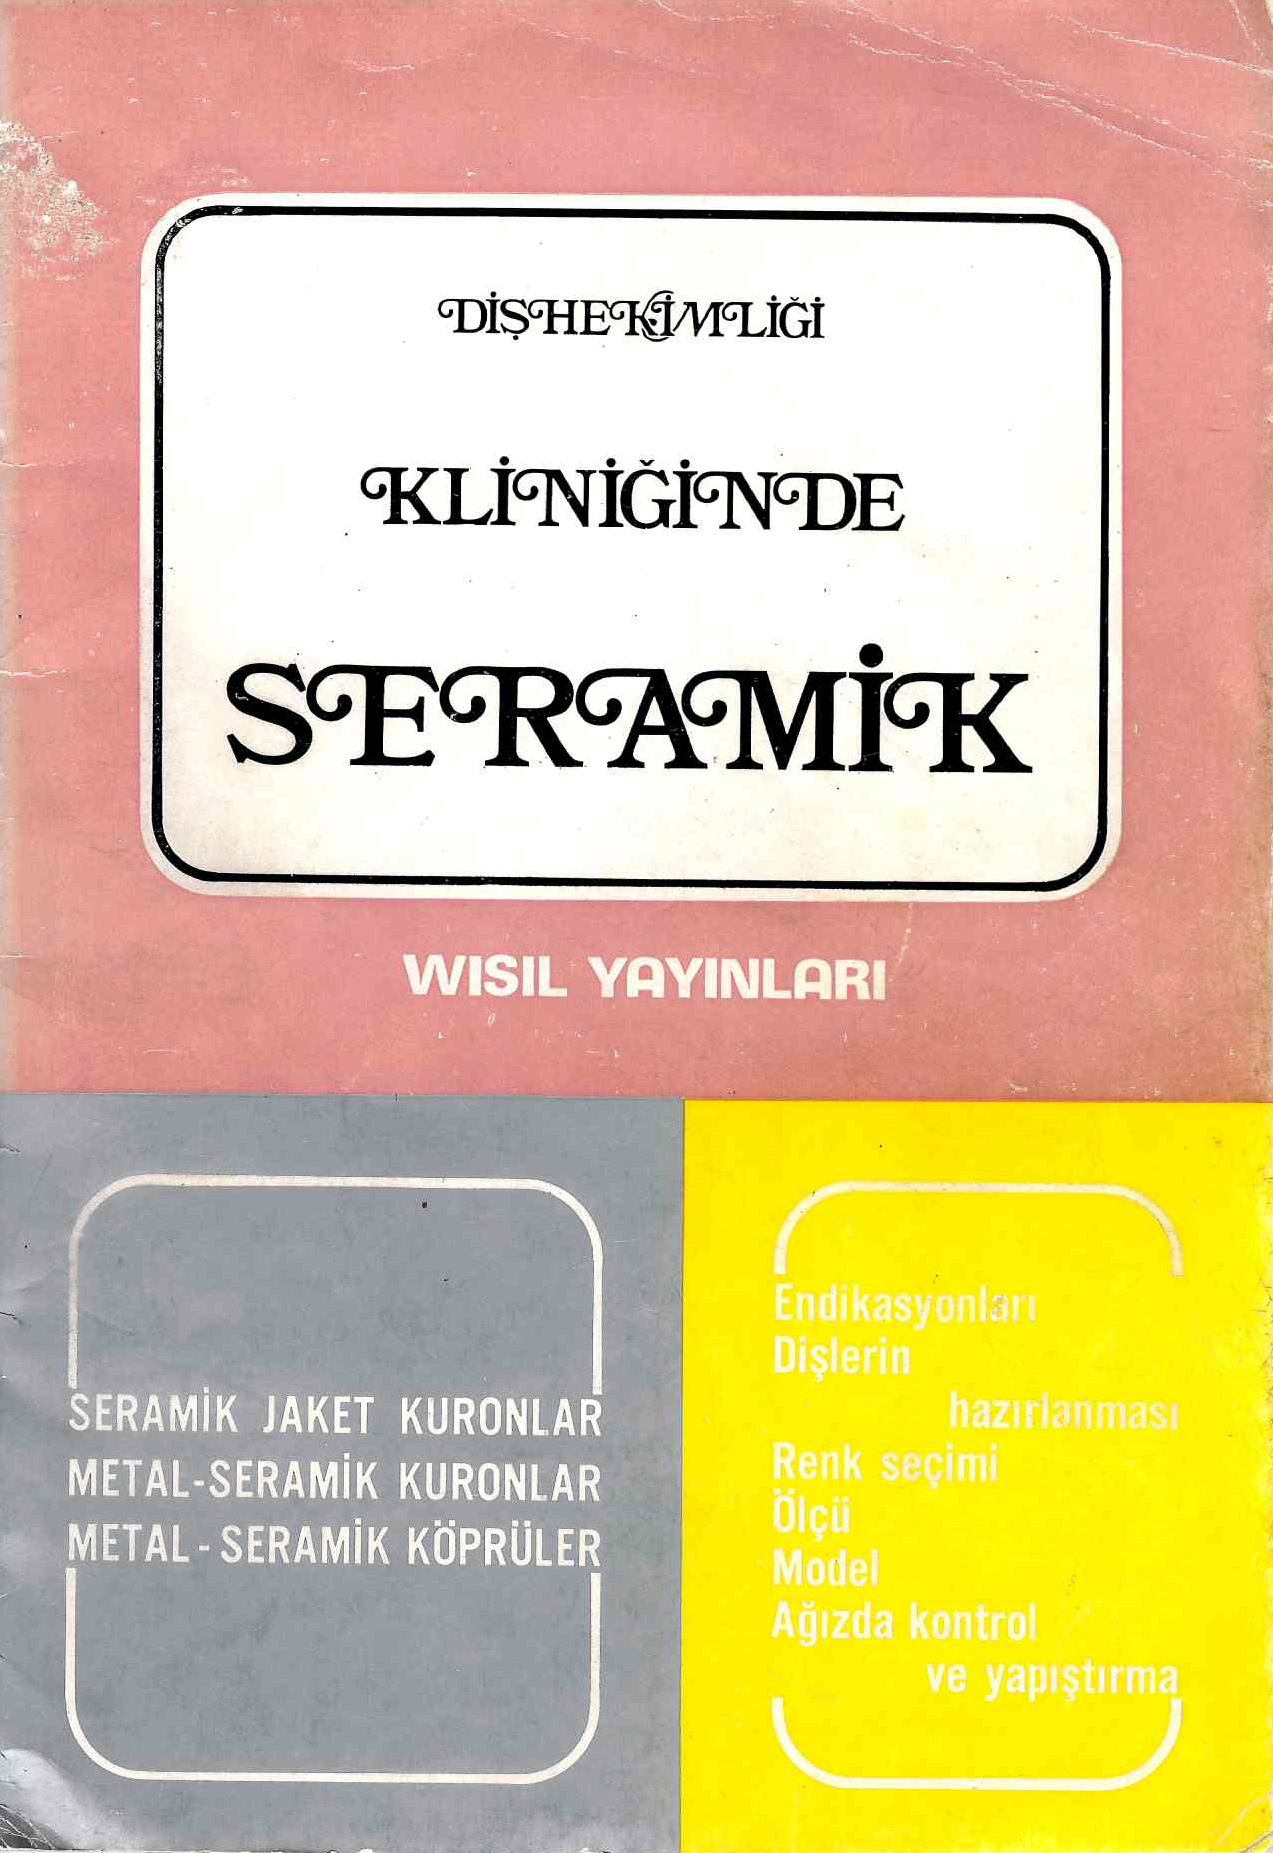 DİŞHEKİMLİĞİ
KLİNİĞİNDE
SERAMİK
WISIL YAYINLARI
SERAMİK JAKET KURONLAR
METAL-SERAMİK KURONLAR
METAL - SERAMİK KÖPRÜLER
Endikasyonları
Dişlerin
hazırlanması
Renk seçimi
Ölçü
Model
Ağızda kontrol
ve yapıştırma